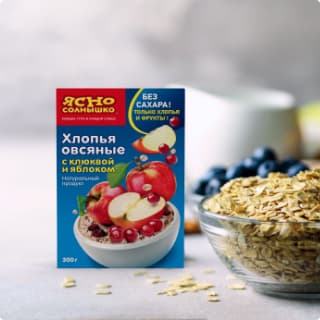 ЯСНО
СОЛНЫШКО
БЕЗ
САХАРА!
ТОЛЬКО ХЛОПЬЯ
И ФРУКТЫ!
Хлопья
овсяные
с клюквой
и яблоком
Натуральный
продукт
300 г